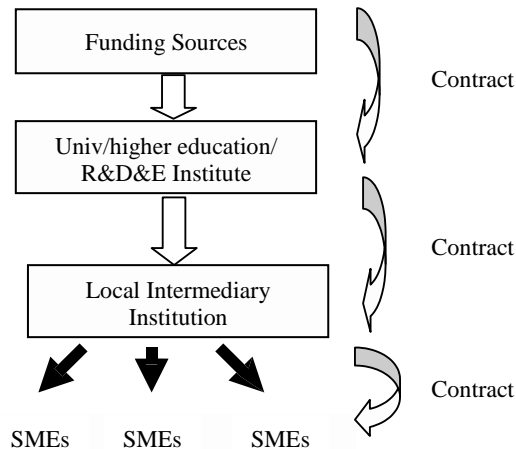 Funding Sources
Contract
Univ/higher education/
R&D&E Institute
Contract
Local Intermediary
Institution
Contract
SMEs SMEs SMEs